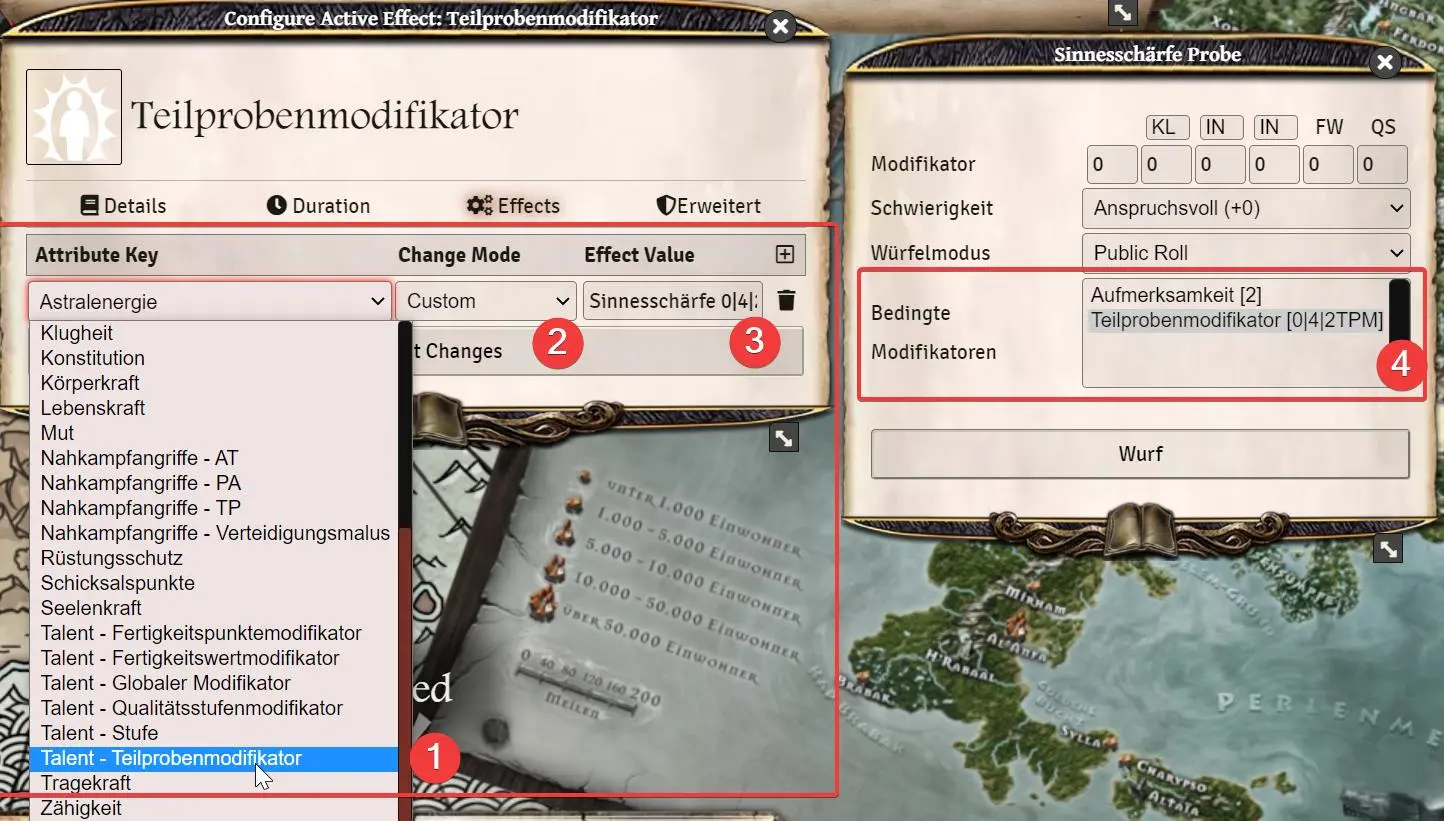 Configure Active Effect: Teilprobenmodifikator
Teilprobenmodifikator
Details
Duration
Effects
Erweitert
Attribute Key
Change Mode
Effect Value
Astralenergie
Custom
Sinnesschärfe 0|4|2
t Changes
Klugheit
Konstitution
Körperkraft
Lebenskraft
Mut
Nahkampfangriffe - AT
Nahkampfangriffe - PA
Nahkampfangriffe - TP
Nahkampfangriffe - Verteidigungsmalus
Rüstungsschutz
Schicksalspunkte
Seelenkraft
Talent - Fertigkeitspunktemodifikator
Talent - Fertigkeitswertmodifikator
Talent - Globaler Modifikator
Talent - Qualitätsstufenmodifikator
Talent - Stufe
Talent - Teilprobenmodifikator
Tragekraft
Zähigkeit
1
2
3
ed
unter 1.000 Einwohner
1.000 - 5.000 Einwohner
5.000 - 10.000 Einwohner
10.000 - 50.000 Einwohner
über 50.000 Einwohner
0 40 80 120 160 200
Meilen
Sinnesschärfe Probe
KL IN IN FW QS
Modifikator 0 0 0 0 0 0
Schwierigkeit Anspruchsvoll (+0)
Würfelmodus Public Roll
Bedingte
Modifikatoren
Aufmerksamkeit [2]
Teilprobenmodifikator [0|4|2TPM]
4
Wurf
Mirham
Al'Anfa
H'Rabaal
Brabak
Sylla
Charypso
Altaïa
Perienme